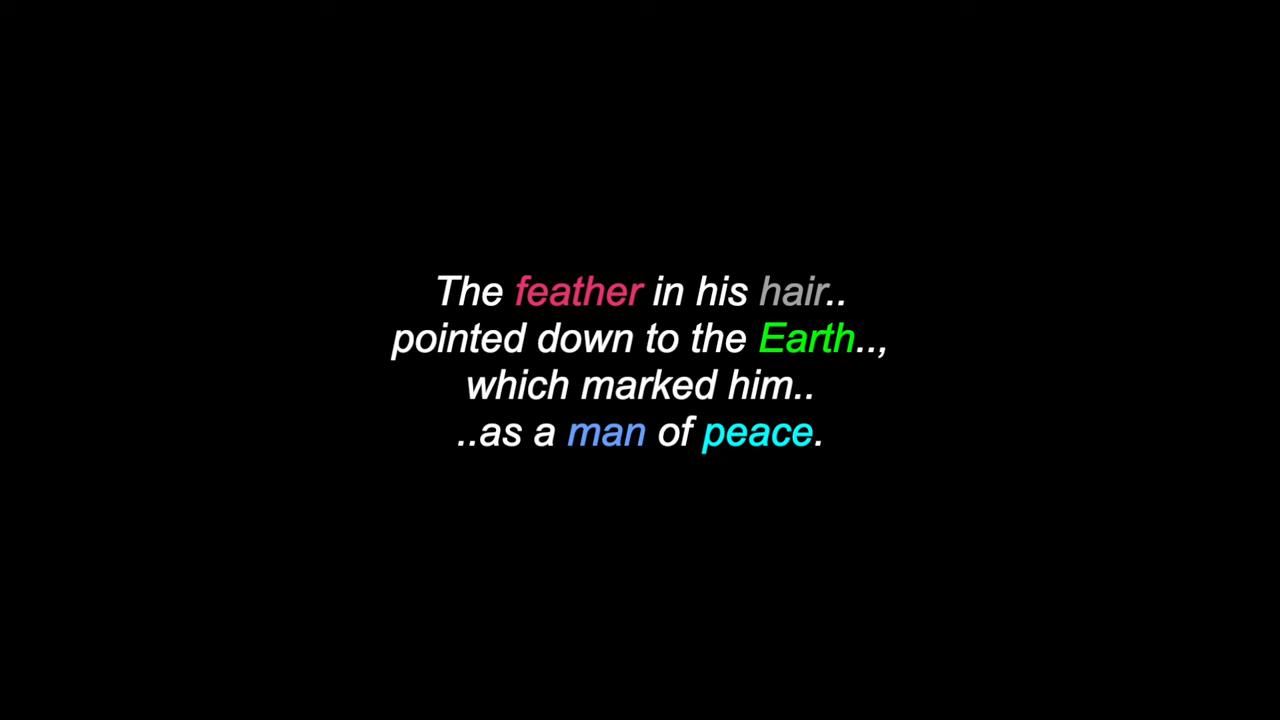 The feather in his hair..
pointed down to the Earth..,
which marked him..
..as a man of peace.